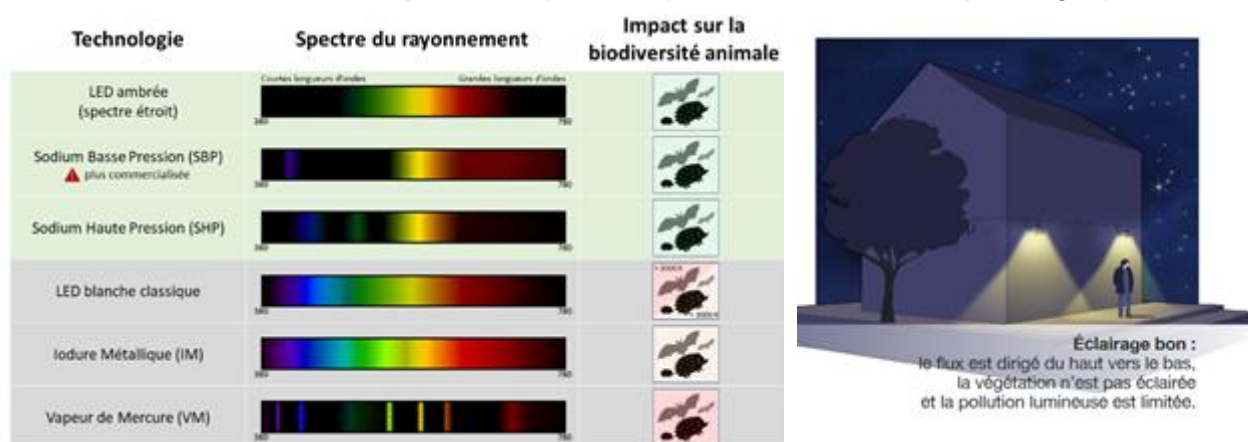 Technologie
Spectre du rayonnement
Impact sur la
biodiversité animale
Courtes longueurs d'ondes
Grandes longueurs d'ondes
LED ambrée
(spectre étroit)
380
780
Sodium Basse Pression (SBP)
plus commercialisée
380
780
Sodium Haute Pression (SHP)
380
780
LED blanche classique
380
780
Iodure Métallique (IM)
380
780
Vapeur de Mercure (VM)
380
780
Éclairage bon :
le flux est dirigé du haut vers le bas,
la végétation n'est pas éclairée
et la pollution lumineuse est limitée.